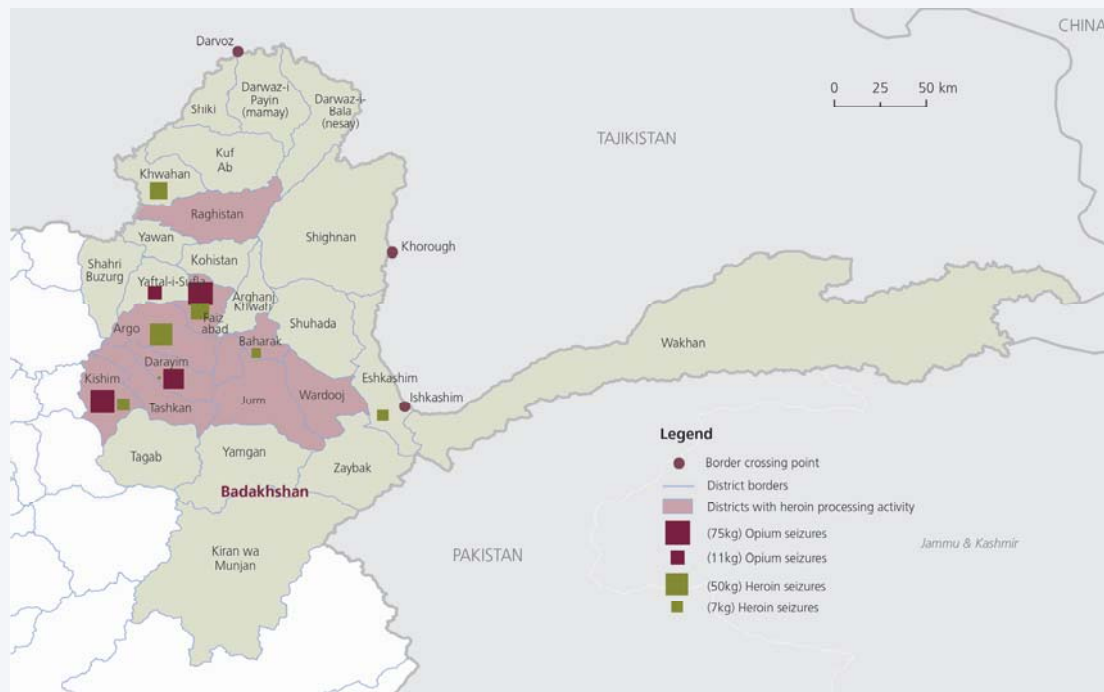 CHINA
Darvoz
Darwaz-i
Payin
(mamay)
Darwaz-i-
Bala
(nesay)
Shiki
0 25 50 km
TAJIKISTAN
Kuf
Ab
Khwahan
Raghistan
Yawan
Shighnan
Khorough
Kohistan
Shahri
Buzurg
Yaftal-i-Sufla
Arghanj
Khwah
Faiz
abad
Argo
Shuhada
Baharak
Wakhan
Darayim
Kishim
Eshkashim
Wardooj
Ishkashim
Jurm
Tashkan
Tagab
Yamgan
Zaybak
Badakhshan
Kiran wa
Munjan
PAKISTAN
Jammu & Kashmir
Legend
Border crossing point
District borders
Districts with heroin processing activity
(75kg) Opium seizures
(11kg) Opium seizures
(50kg) Heroin seizures
(7kg) Heroin seizures